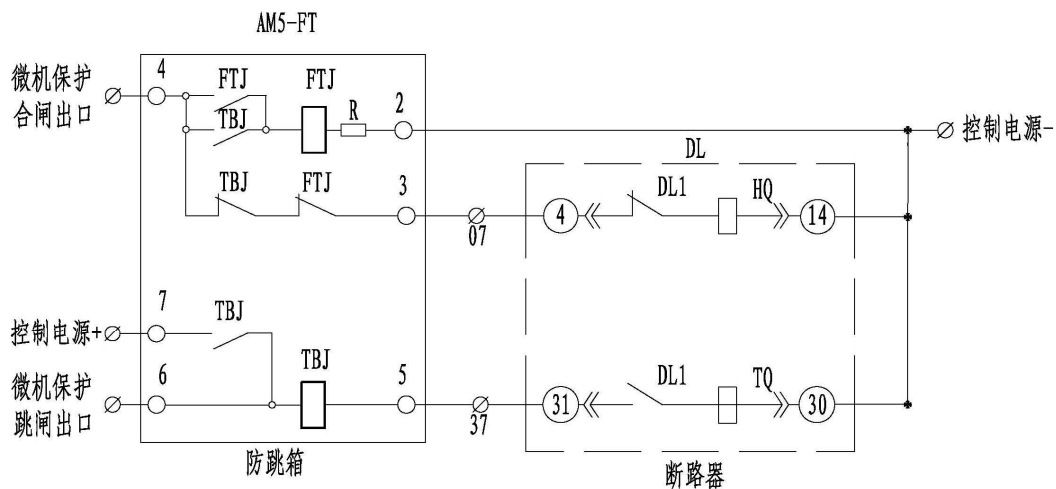 AM5-FT
微机保护
合闸出口
4
FTJ
FTJ
TBJ
R
2
控制电源-
TBJ
FTJ
3
07
DL
4
DL1
HQ
14
7
TBJ
控制电源+
微机保护
跳闸出口
6
TBJ
5
37
31
DL1
TQ
30
防跳箱
断路器